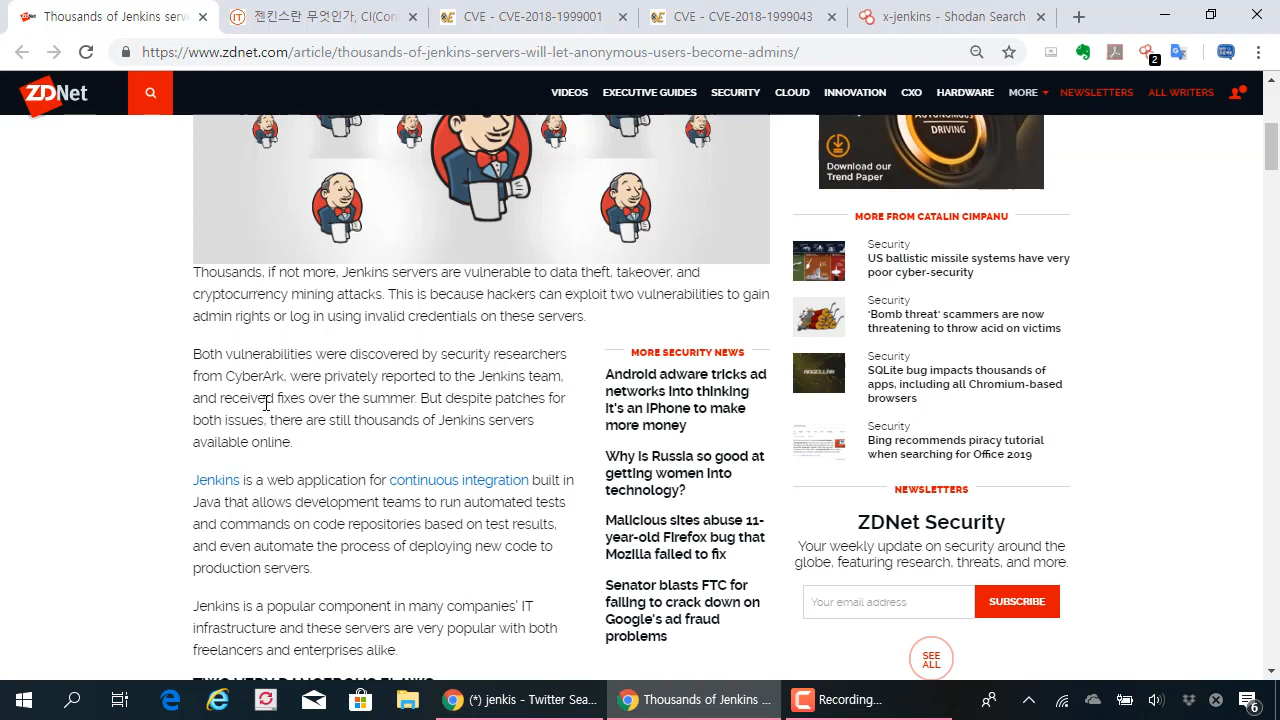 Thousands of Jenkins serv
젠킨스란 무엇인가, CI(Con
CVE - CVE-2018-1999001
CVE - CVE-2018-1999043
x-jenkins - Shodan Search
https://www.zdnet.com/article/thousands-of-jenkins-servers-will-let-anonymous-users-become-admins/
2
ZDNet
VIDEOS EXECUTIVE GUIDES SECURITY CLOUD INNOVATION CXO HARDWARE MORE NEWSLETTERS ALL WRITERS
AUTONOMOUS
DRIVING
Download our
Trend Paper
Thousands, if not more, Jenkins servers are vulnerable to data theft, takeover, and
cryptocurrency mining attacks. This is because hackers can exploit two vulnerabilities to gain
admin rights or log in using invalid credentials on these servers.
Both vulnerabilities were discovered by security researchers
from CyberArk, were privately reported to the Jenkins team,
and received fixes over the summer. But despite patches for
both issues, there are still thousands of Jenkins servers
available online.
Jenkins is a web application for continuous integration built in
Java that allows development teams to run automated tests
and commands on code repositories based on test results,
and even automate the process of deploying new code to
production servers.
Jenkins is a popular component in many companies' IT
infrastructure and these servers are very popular with both
freelancers and enterprises alike.
TWO VERY DANGEROUS FLAWS
MORE SECURITY NEWS
Android adware tricks ad
networks into thinking
it's an iPhone to make
more money
Why is Russia so good at
getting women into
technology?
Malicious sites abuse 11-
year-old Firefox bug that
Mozilla failed to fix
Senator blasts FTC for
failing to crack down on
Google's ad fraud
problems
MORE FROM CATALIN CIMPANU
Security
US ballistic missile systems have very
poor cyber-security
Security
'Bomb threat' scammers are now
threatening to throw acid on victims
Security
SQLite bug impacts thousands of
apps, including all Chromium-based
browsers
Security
Bing recommends piracy tutorial
when searching for Office 2019
NEWSLETTERS
ZDNet Security
Your weekly update on security around the
globe, featuring research, threats, and more.
Your email address
SUBSCRIBE
SEE
ALL
(*) jenkis - Twitter Sea...
Thousands of Jenkins ...
Recording...
6